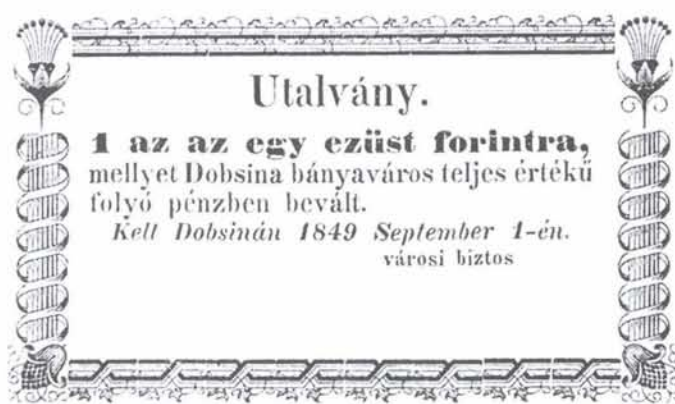 Utalvány.
1 az az egy ezüst forintra,
mellyet Dobsina bányaváros teljes értékű
folyó pénzben bevált.
Kelt Dobsinán 1849 September 1-én.
városi biztos